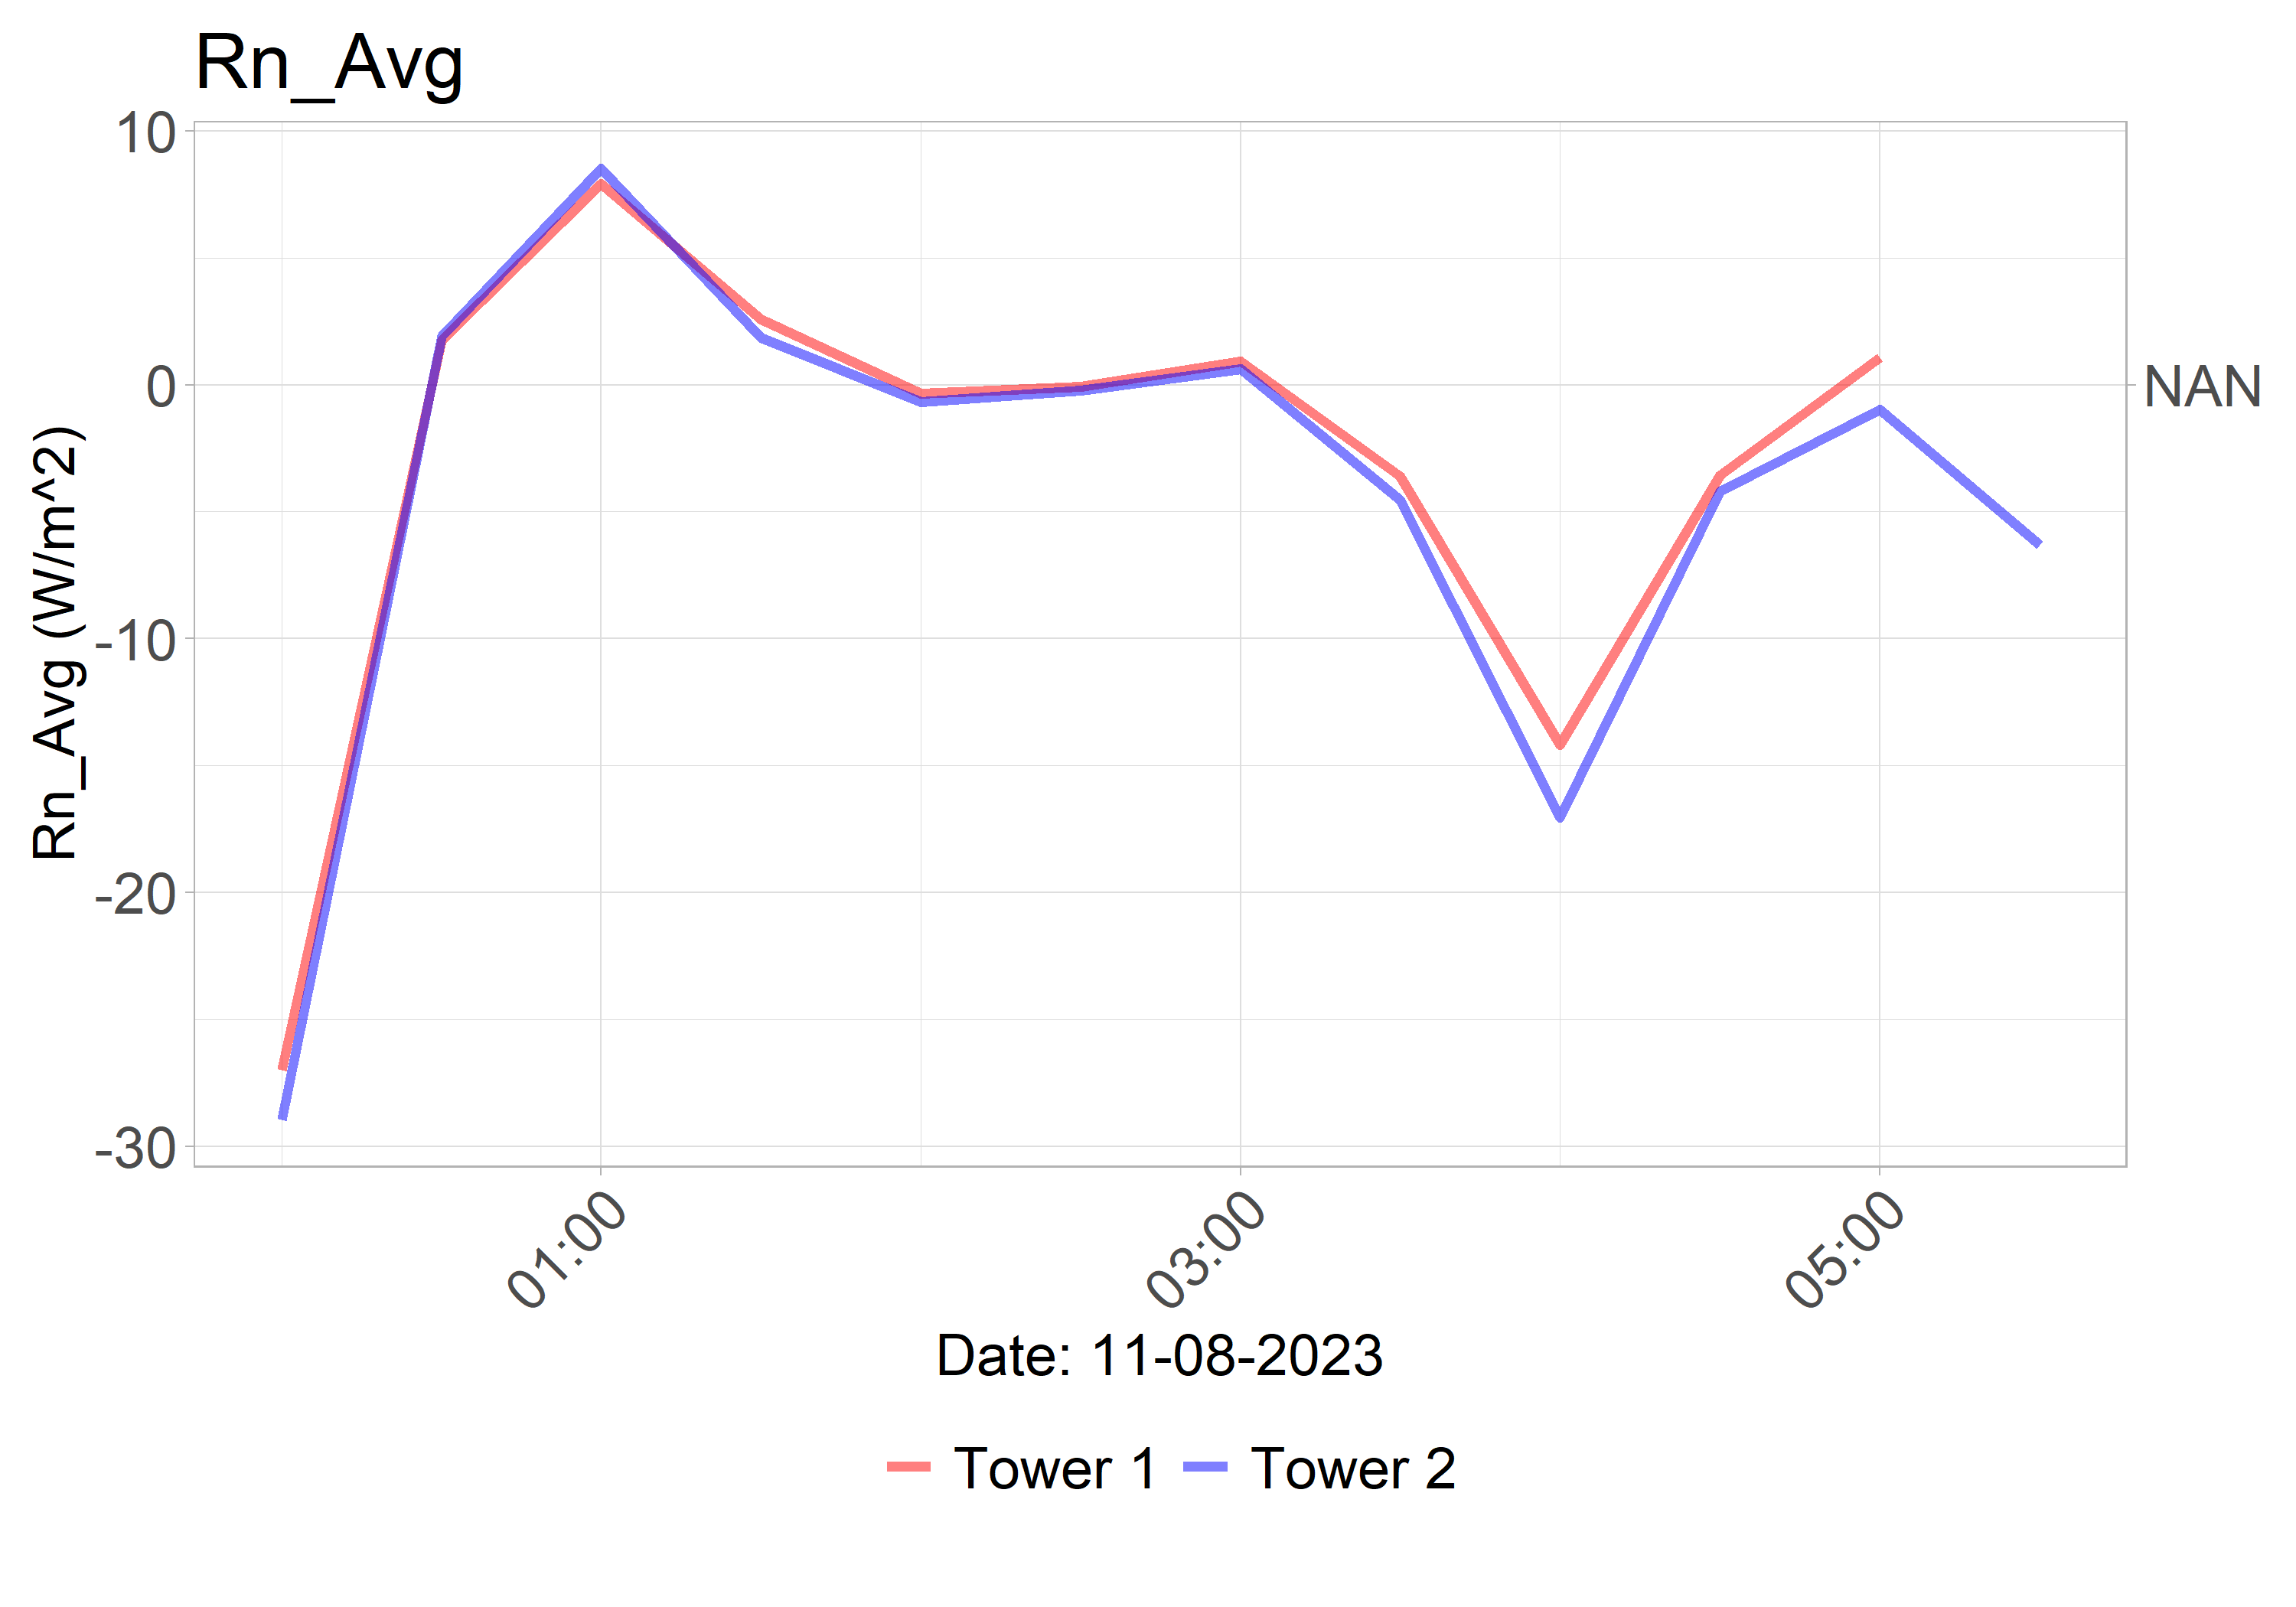 Rn_Avg
Rn_Avg (W/m^2)
10
0
-10
-20
-30
NAN
01:00
03:00
05:00
Date: 11-08-2023
Tower 1
Tower 2